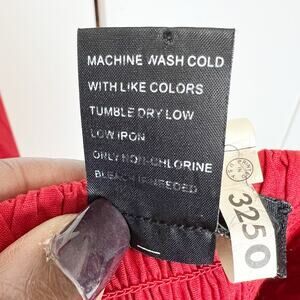 MACHINE WASH COLD
WITH LIKE COLORS
TUMBLE DRY LOW
LOW IRON
ONLY NON-CHLORINE
BLEACH IF NEEDED
3250